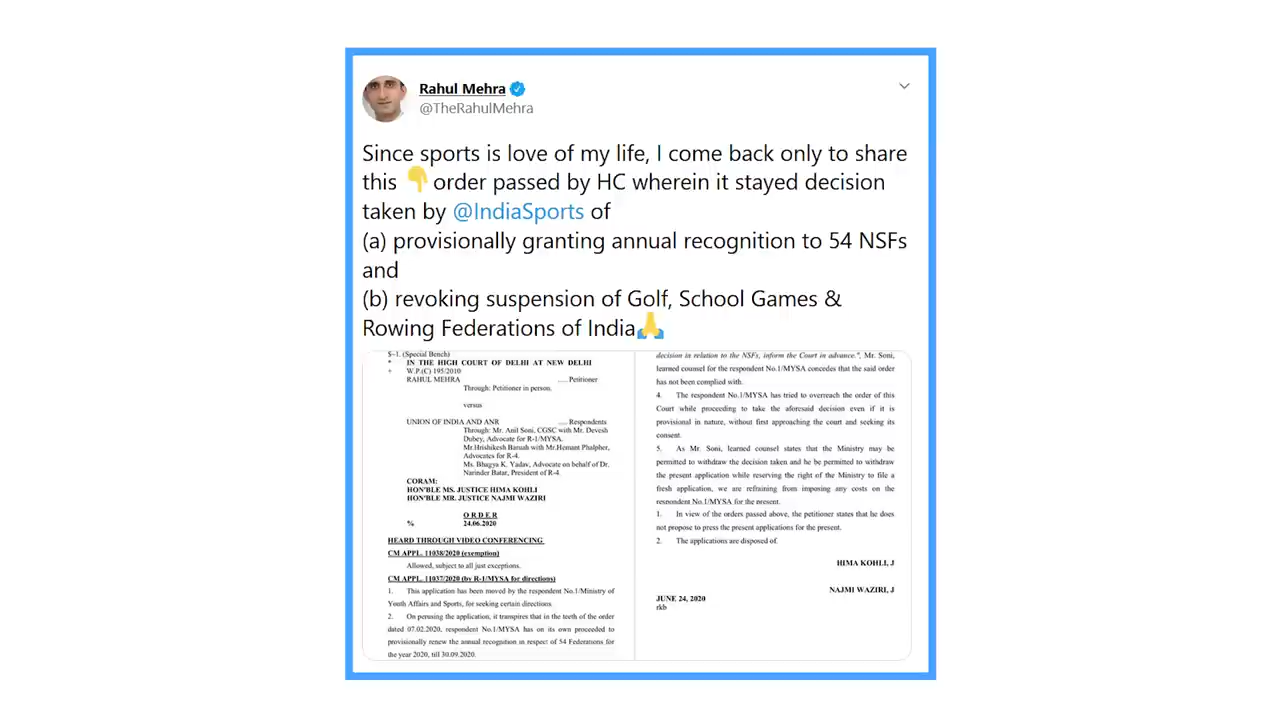 Rahul Mehra
@TheRahulMehra
Since sports is love of my life, I come back only to share
this 👇 order passed by HC wherein it stayed decision
taken by @IndiaSports of
(a) provisionally granting annual recognition to 54 NSFs
and
(b) revoking suspension of Golf, School Games &
Rowing Federations of India🙏
$~1. (Special Bench)
* IN THE HIGH COURT OF DELHI AT NEW DELHI
+ W.P.(C) 195/2010
RAHUL MEHRA ..... Petitioner
Through: Petitioner in person.
versus
UNION OF INDIA AND ANR ..... Respondents
Through: Mr. Anil Soni, CGSC with Mr. Devesh
Dubey, Advocate for R-1/MYSA.
Mr.Hrishikesh Baruah with Mr.Hemant Phalpher,
Advocates for R-4.
Ms. Bhagya K. Yadav, Advocate on behalf of Dr.
Narinder Batar, President of R-4.
CORAM:
HON'BLE MS. JUSTICE HIMA KOHLI
HON'BLE MR. JUSTICE NAJMI WAZIRI
O R D E R
% 24.06.2020
HEARD THROUGH VIDEO CONFERENCING
CM APPL. 11038/2020 (exemption)
Allowed, subject to all just exceptions.
CM APPL. 11037/2020 (by R-1/MYSA for directions)
1. This application has been moved by the respondent No.1/Ministry of
Youth Affairs and Sports, for seeking certain directions.
2. On perusing the application, it transpires that in the teeth of the order
dated 07.02.2020, respondent No.1/MYSA has on its own proceeded to
provisionally renew the annual recognition in respect of 54 Federations for
the year 2020, till 30.09.2020.
decision in relation to the NSFs, inform the Court in advance.", Mr. Soni,
learned counsel for the respondent No.1/MYSA concedes that the said order
has not been complied with.
4. The respondent No.1/MYSA has tried to overreach the order of this
Court while proceeding to take the aforesaid decision even if it is
provisional in nature, without first approaching the court and seeking its
consent.
5. As Mr. Soni, learned counsel states that the Ministry may be
permitted to withdraw the decision taken and he be permitted to withdraw
the present application while reserving the right of the Ministry to file a
fresh application, we are refraining from imposing any costs on the
respondent No.1/MYSA for the present.
1. In view of the orders passed above, the petitioner states that he does
not propose to press the present applications for the present.
2. The applications are disposed of.
HIMA KOHLI, J
NAJMI WAZIRI, J
JUNE 24, 2020
rkb